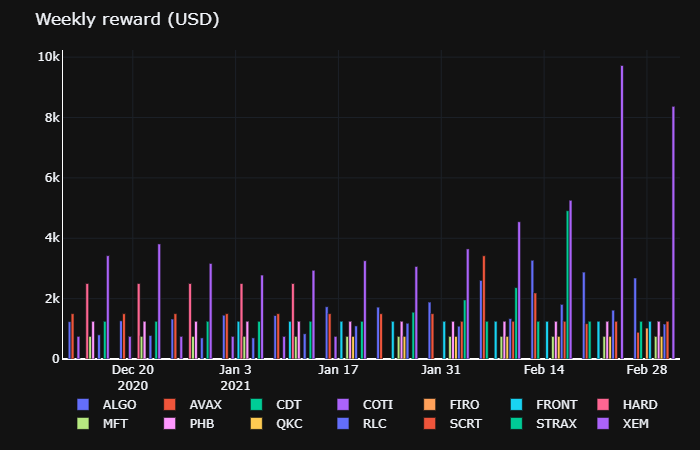 Weekly reward (USD)
10k
8k
6k
4k
2k
0
Dec 20 Jan 3 Jan 17 Jan 31 Feb 14 Feb 28
2020 2021
ALGO AVAX CDT COTI FIRO FRONT HARD
MFT PHB QKC RLC SCRT STRAX XEM